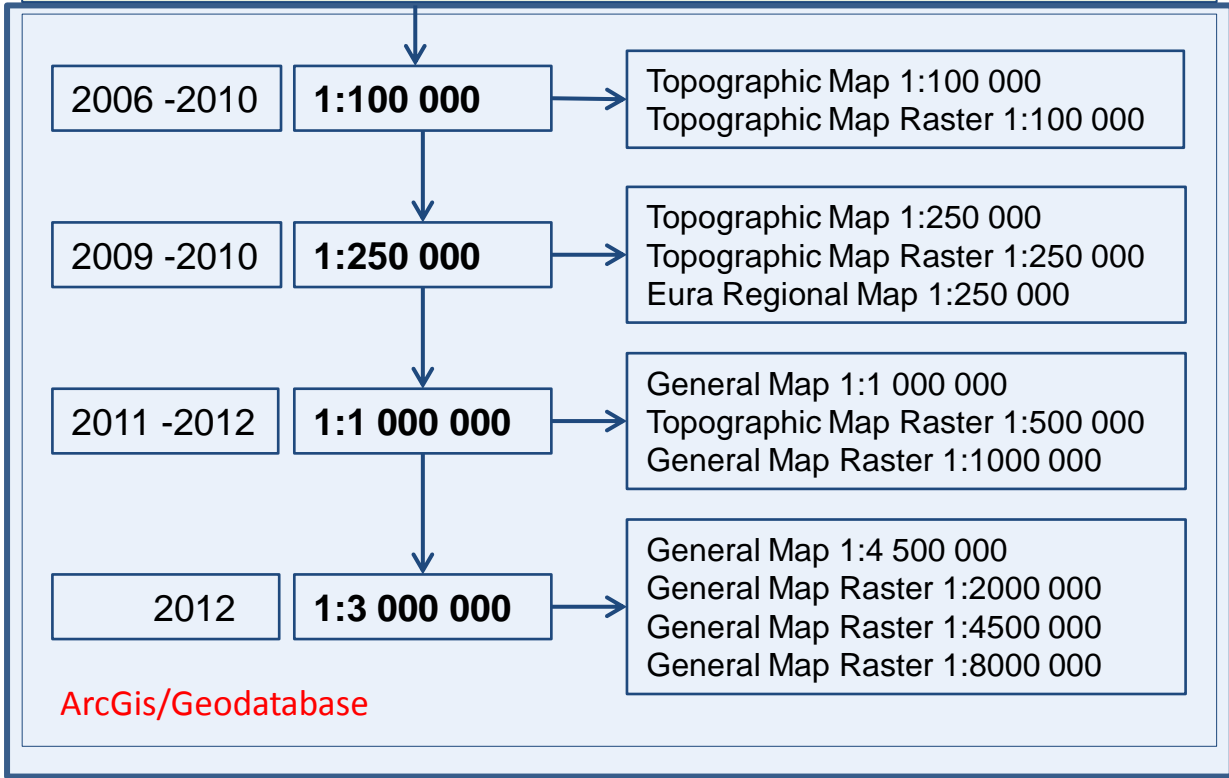 2006 -2010
1:100 000
Topographic Map 1:100 000
Topographic Map Raster 1:100 000
2009 -2010
1:250 000
Topographic Map 1:250 000
Topographic Map Raster 1:250 000
Eura Regional Map 1:250 000
2011 -2012
1:1 000 000
General Map 1:1 000 000
Topographic Map Raster 1:500 000
General Map Raster 1:1000 000
2012
1:3 000 000
General Map 1:4 500 000
General Map Raster 1:2000 000
General Map Raster 1:4500 000
General Map Raster 1:8000 000
ArcGis/Geodatabase